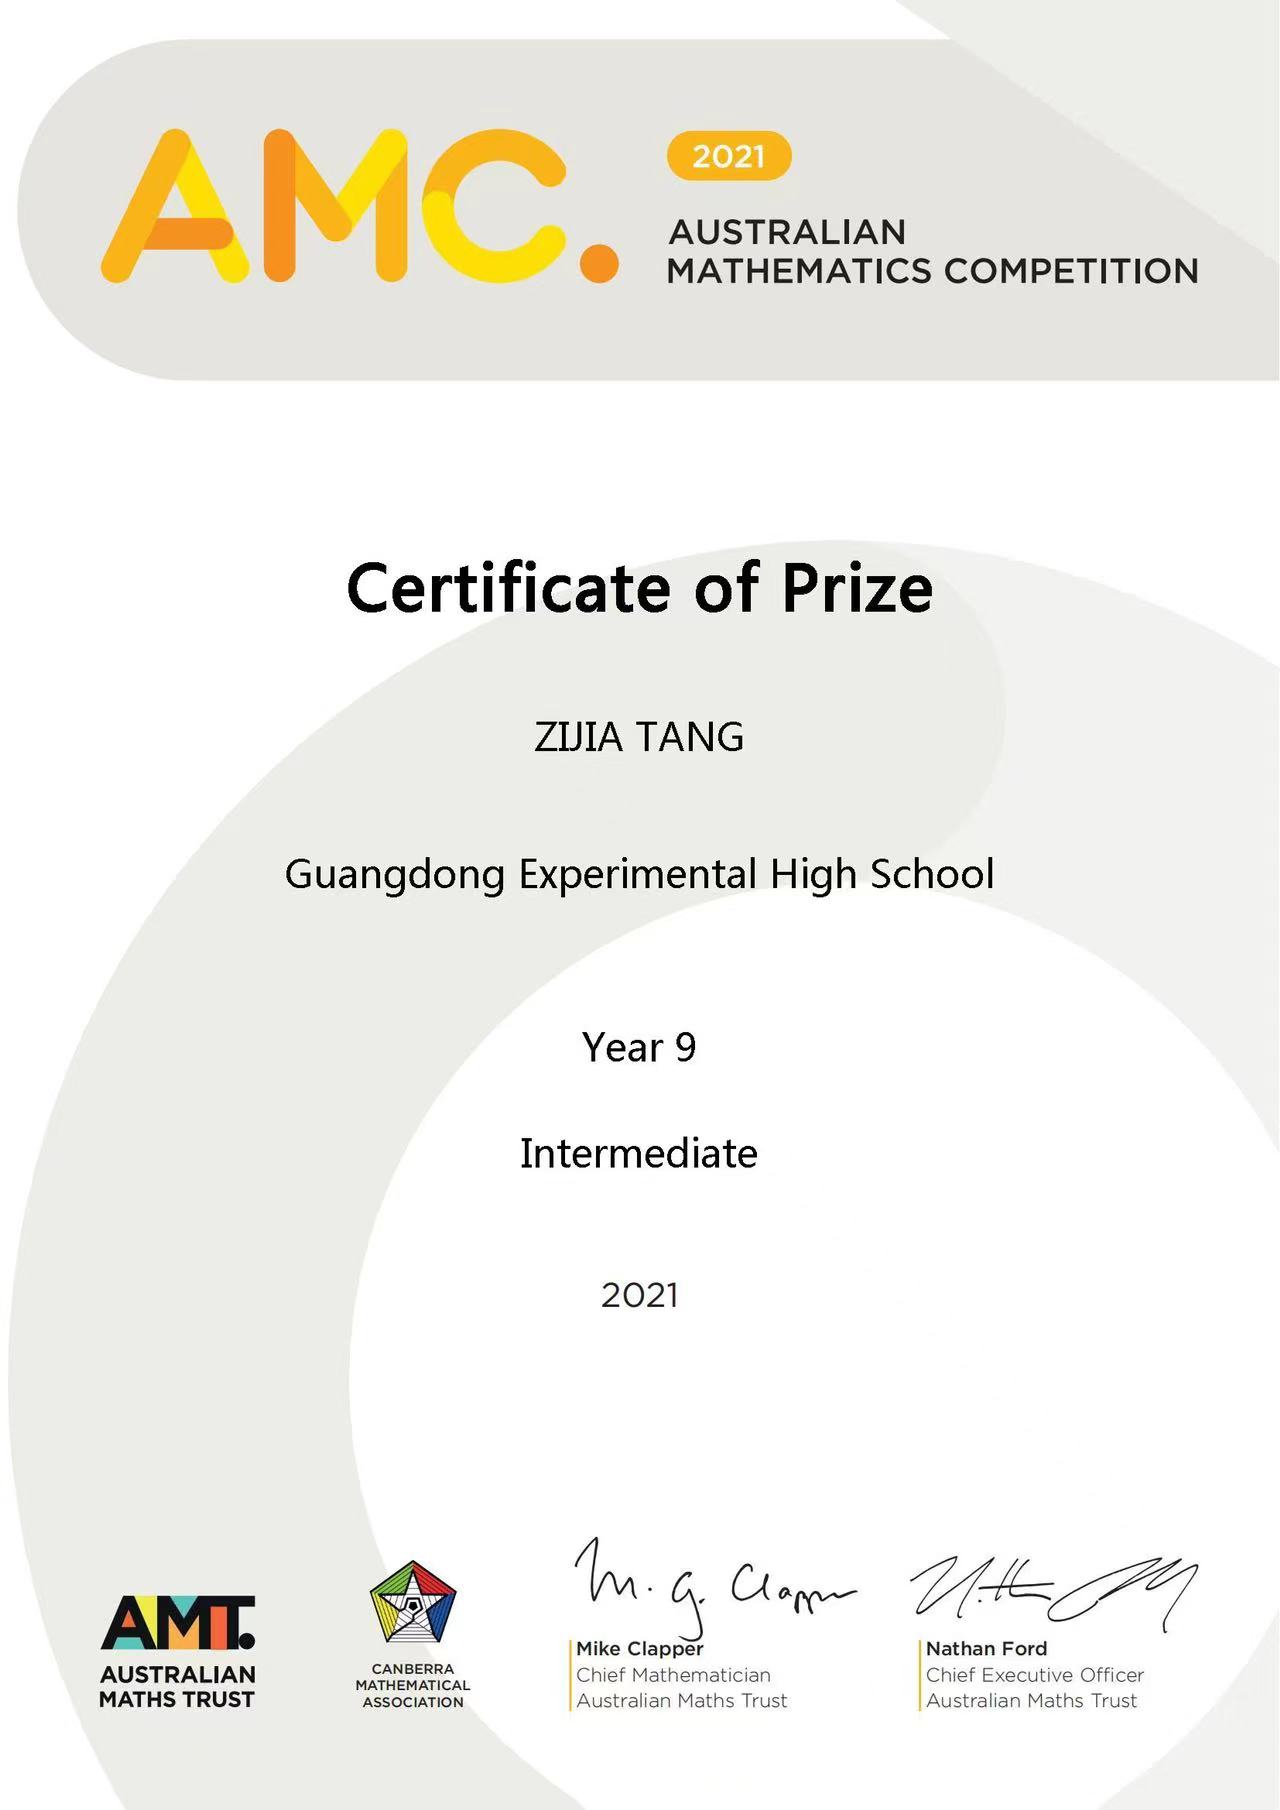 AMC.
2021
AUSTRALIAN
MATHEMATICS COMPETITION
Certificate of Prize
ZIJIA TANG
Guangdong Experimental High School
Year 9
Intermediate
2021
AMT.
AUSTRALIAN
MATHS TRUST
CANBERRA
MATHEMATICAL
ASSOCIATION
M. G. Clapper
Mike Clapper
Chief Mathematician
Australian Maths Trust
Nathan Ford
Chief Executive Officer
Australian Maths Trust